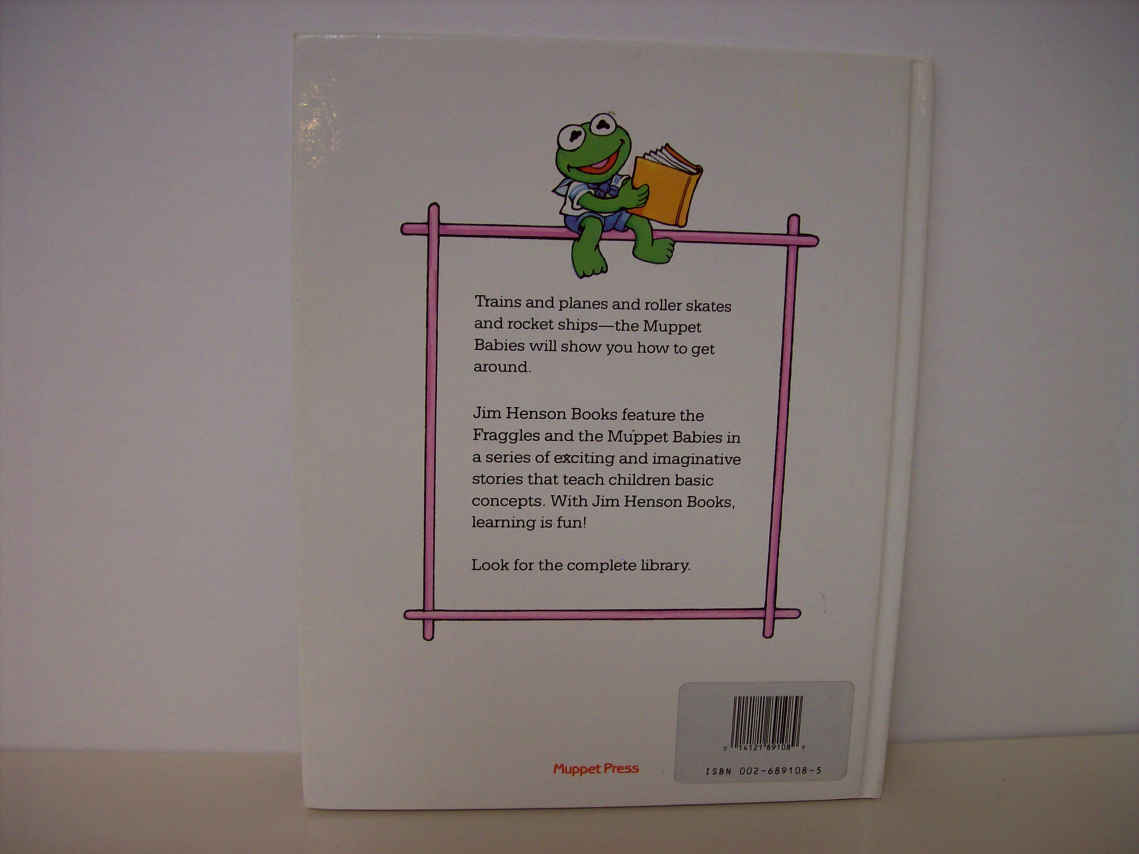 Trains and planes and roller skates
and rocket ships—the Muppet
Babies will show you how to get
around.
Jim Henson Books feature the
Fraggles and the Muppet Babies in
a series of exciting and imaginative
stories that teach children basic
concepts. With Jim Henson Books,
learning is fun!
Look for the complete library.
Muppet Press
14121 89108
ISBN 002-689108-5